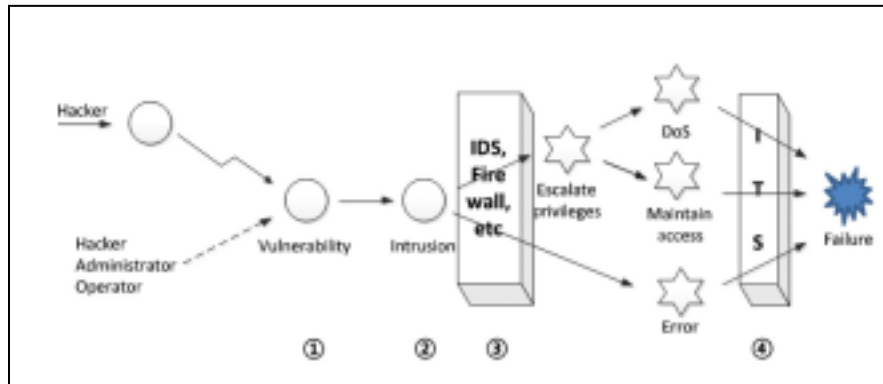 Hacker
IDS,
Fire
wall,
etc
DoS
Escalate
privileges
Maintain
access
I
T
S
Failure
Hacker
Administrator
Operator
Vulnerability
Intrusion
Error
① ② ③ ④